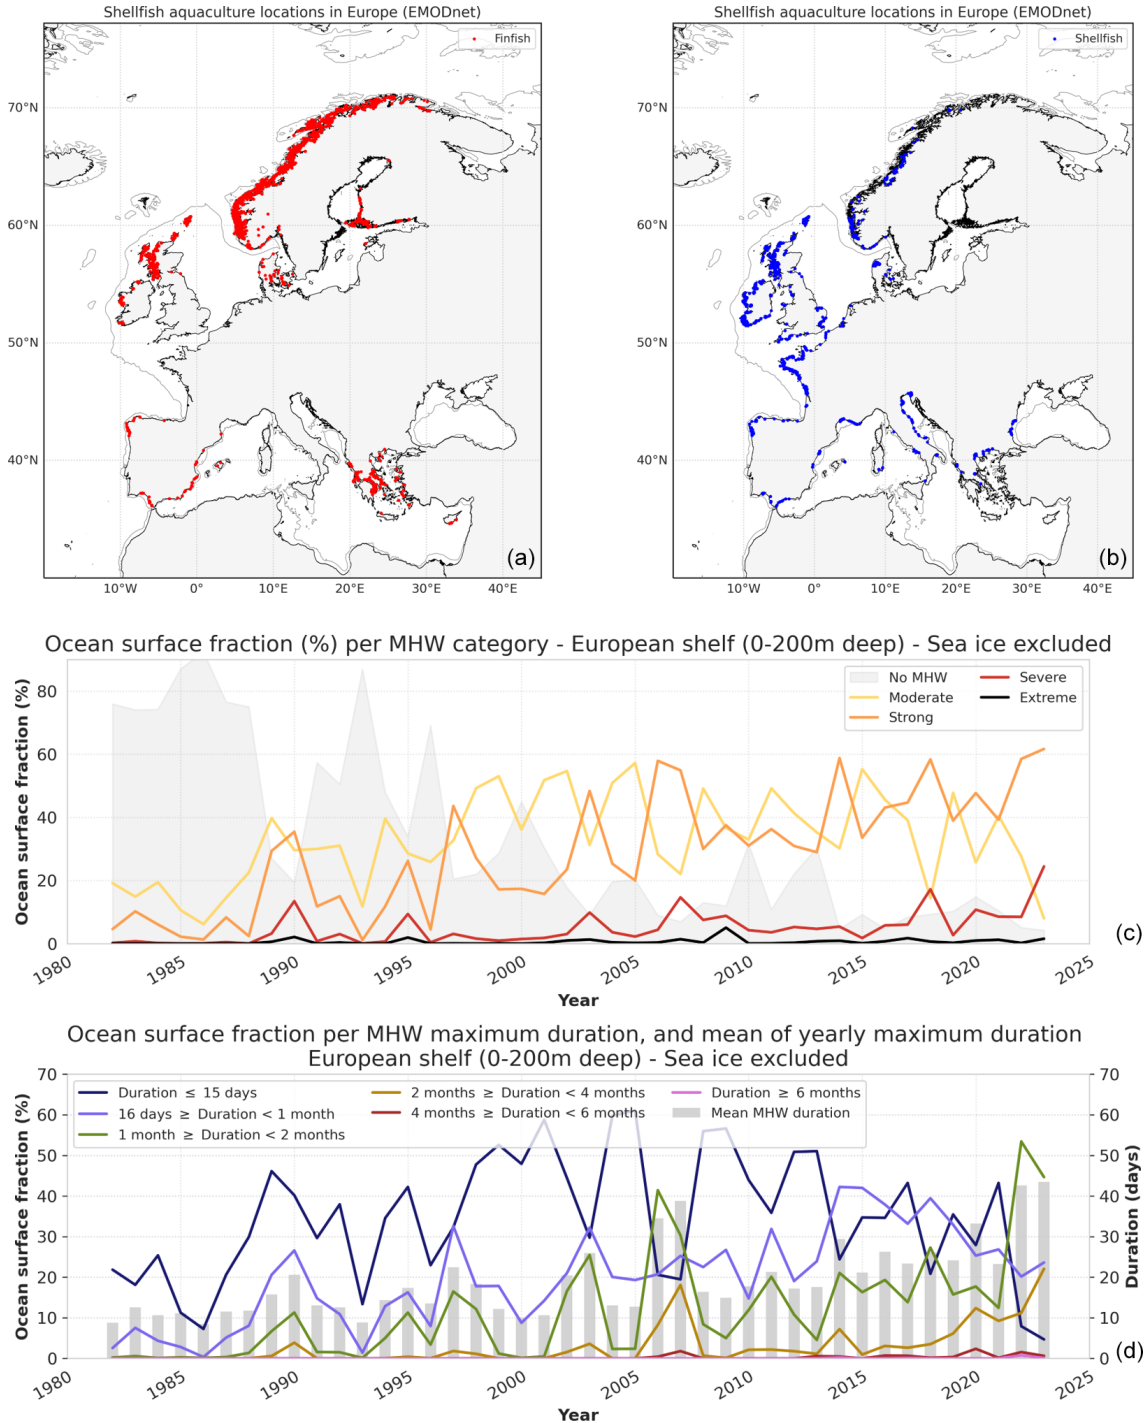 Shellfish aquaculture locations in Europe (EMODnet)
Finfish
70°N
60°N
50°N
40°N
10°W 0° 10°E 20°E 30°E 40°E
(a)
Shellfish aquaculture locations in Europe (EMODnet)
Shellfish
70°N
60°N
50°N
40°N
10°W 0° 10°E 20°E 30°E 40°E
(b)
Ocean surface fraction (%) per MHW category - European shelf (0-200m deep) - Sea ice excluded
No MHW
Moderate
Strong
Severe
Extreme
Ocean surface fraction (%)
80
60
40
20
0
1980 1985 1990 1995 2000 2005 2010 2015 2020 2025
Year
(c)
Ocean surface fraction per MHW maximum duration, and mean of yearly maximum duration
European shelf (0-200m deep) - Sea ice excluded
Duration ≤ 15 days
16 days ≥ Duration < 1 month
1 month ≥ Duration < 2 months
2 months ≥ Duration < 4 months
4 months ≥ Duration < 6 months
Duration ≥ 6 months
Mean MHW duration
Ocean surface fraction (%)
70
60
50
40
30
20
10
0
Duration (days)
70
60
50
40
30
20
10
0
1980 1985 1990 1995 2000 2005 2010 2015 2020 2025
Year
(d)